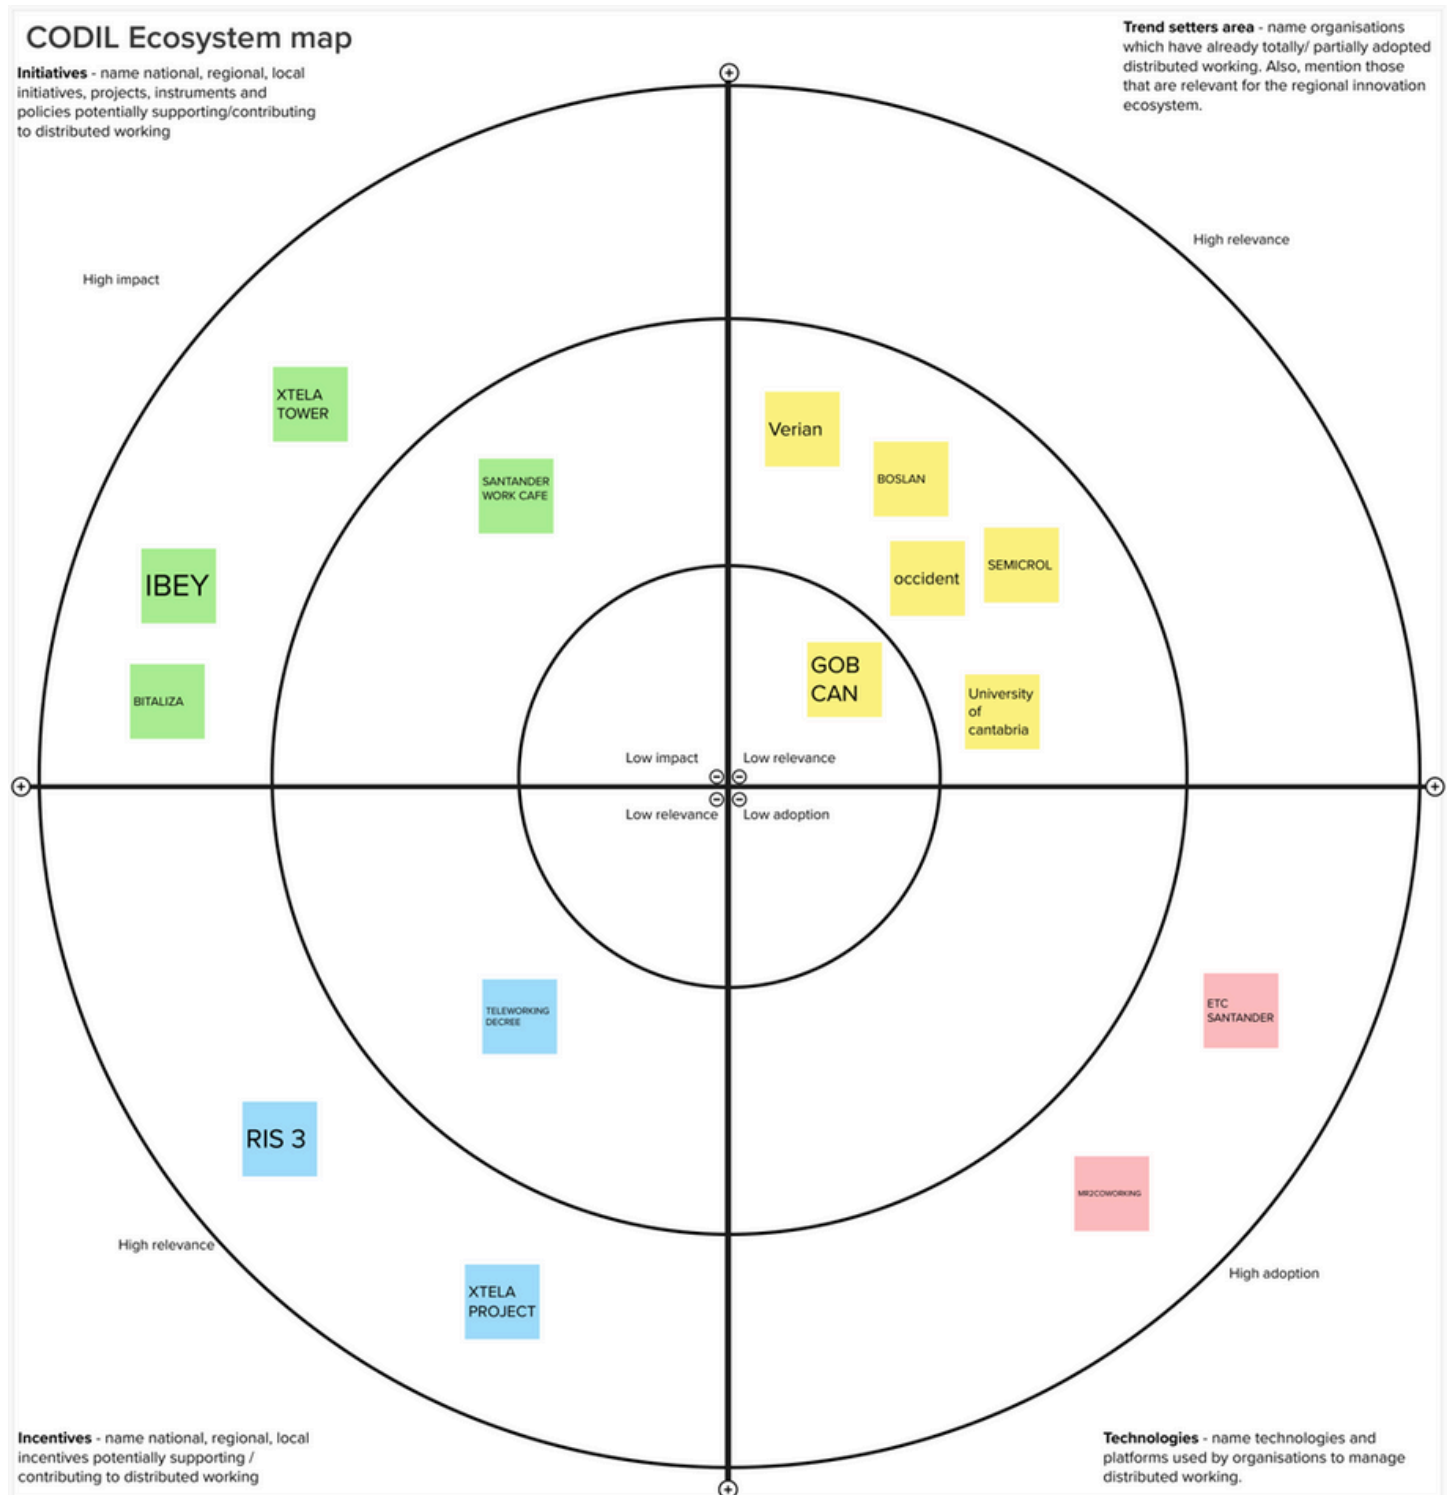 CODIL Ecosystem map
Initiatives - name national, regional, local
initiatives, projects, instruments and
policies potentially supporting/contributing
to distributed working
Trend setters area - name organisations
which have already totally/ partially adopted
distributed working. Also, mention those
that are relevant for the regional innovation
ecosystem.
High impact
High relevance
XTELA
TOWER
SANTANDER
WORK CAFE
IBEY
BITALIZA
Verian
BOSLAN
occident
SEMICROL
GOB
CAN
University
of
cantabria
Low impact
Low relevance
Low relevance
Low adoption
TELEWORKING
DECREE
RIS 3
XTELA
PROJECT
High relevance
ETC
SANTANDER
MR2COWORKING
High adoption
Incentives - name national, regional, local
incentives potentially supporting /
contributing to distributed working
Technologies - name technologies and
platforms used by organisations to manage
distributed working.